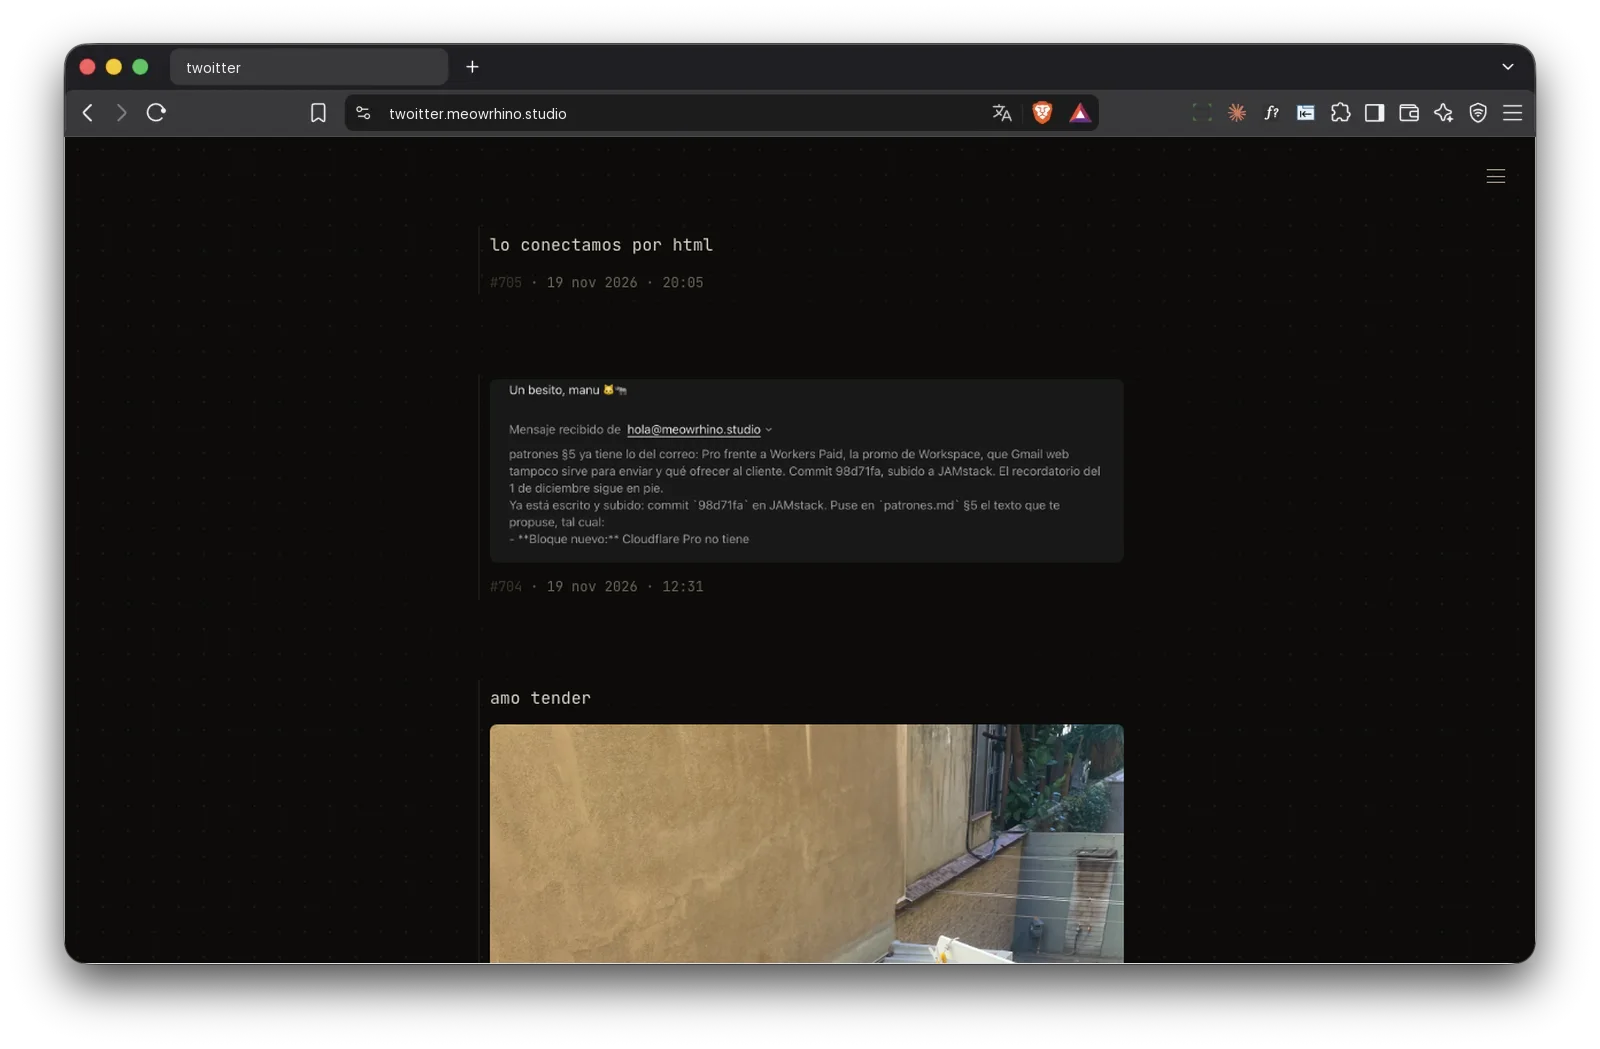 twoitter
twoitter.meowrhino.studio
f?
lo conectamos por html
#705 · 19 nov 2026 · 20:05
Un besito, manu 🐱🐃
Mensaje recibido de hola@meowrhino.studio
patrones §5 ya tiene lo del correo: Pro frente a Workers Paid, la promo de Workspace, que Gmail web
tampoco sirve para enviar y qué ofrecer al cliente. Commit 98d71fa, subido a JAMstack. El recordatorio del
1 de diciembre sigue en pie.
Ya está escrito y subido: commit `98d71fa` en JAMstack. Puse en `patrones.md` §5 el texto que te
propuse, tal cual:
- **Bloque nuevo:** Cloudflare Pro no tiene
#704 · 19 nov 2026 · 12:31
amo tender